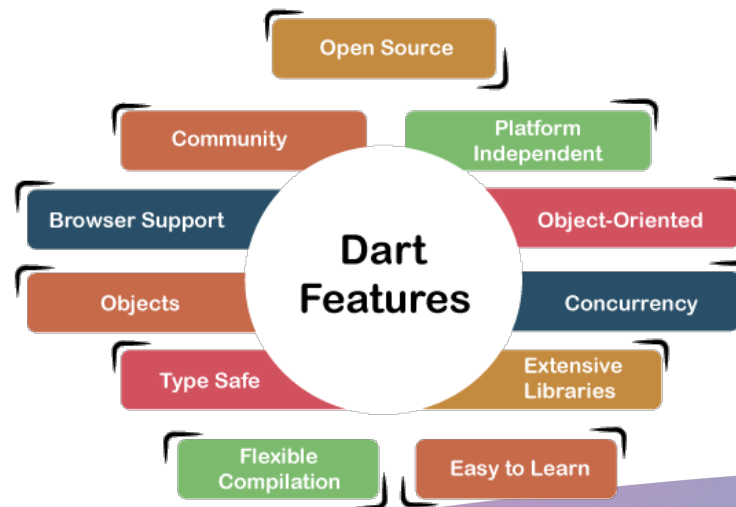 Open Source
Community
Platform
Independent
Browser Support
Object-Oriented
Dart
Features
Objects
Concurrency
Type Safe
Extensive
Libraries
Flexible
Compilation
Easy to Learn